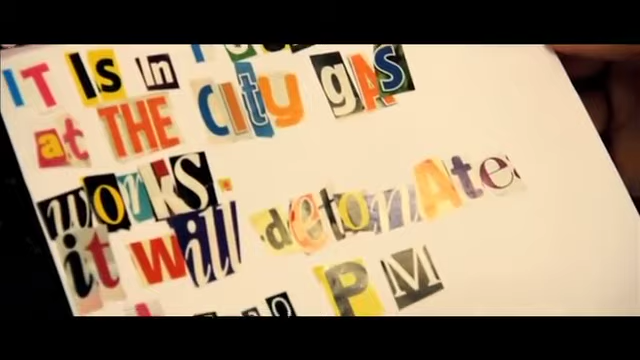 IT Is In
at THE City gAS
works.
it will detonAte
PM